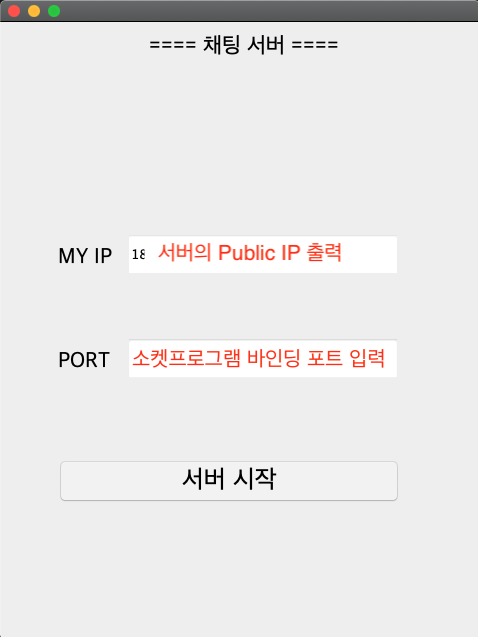 ==== 채팅 서버 ====
MY IP 18 서버의 Public IP 출력
PORT 소켓프로그램 바인딩 포트 입력
서버 시작